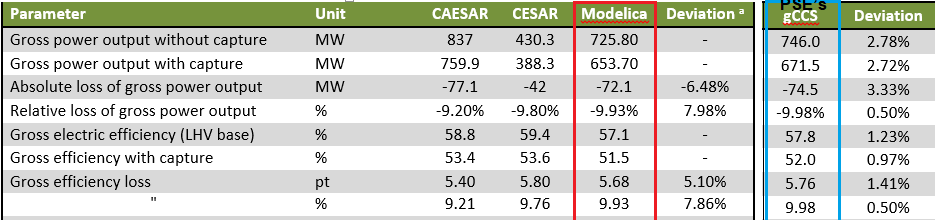 PSE's
Parameter Unit CAESAR CESAR Modelica Deviation a gCCS Deviation
Gross power output without capture MW 837 430.3 725.80 - 746.0 2.78%
Gross power output with capture MW 759.9 388.3 653.70 - 671.5 2.72%
Absolute loss of gross power output MW -77.1 -42 -72.1 -6.48% -74.5 3.33%
Relative loss of gross power output % -9.20% -9.80% -9.93% 7.98% -9.98% 0.50%
Gross electric efficiency (LHV base) % 58.8 59.4 57.1 - 57.8 1.23%
Gross efficiency with capture % 53.4 53.6 51.5 - 52.0 0.97%
Gross efficiency loss pt 5.40 5.80 5.68 5.10% 5.76 1.41%
" % 9.21 9.76 9.93 7.86% 9.98 0.50%